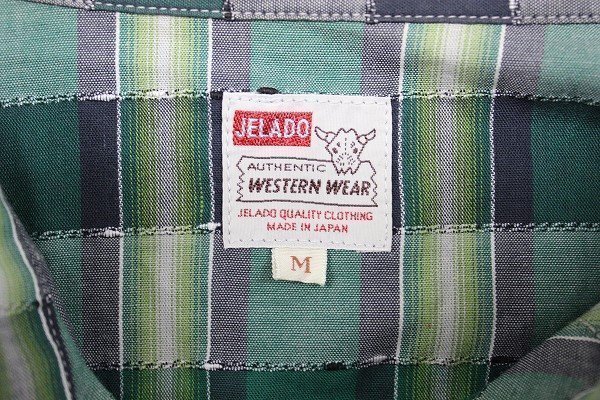 JELADO
AUTHENTIC
WESTERN WEAR
JELADO QUALITY CLOTHING
MADE IN JAPAN
M